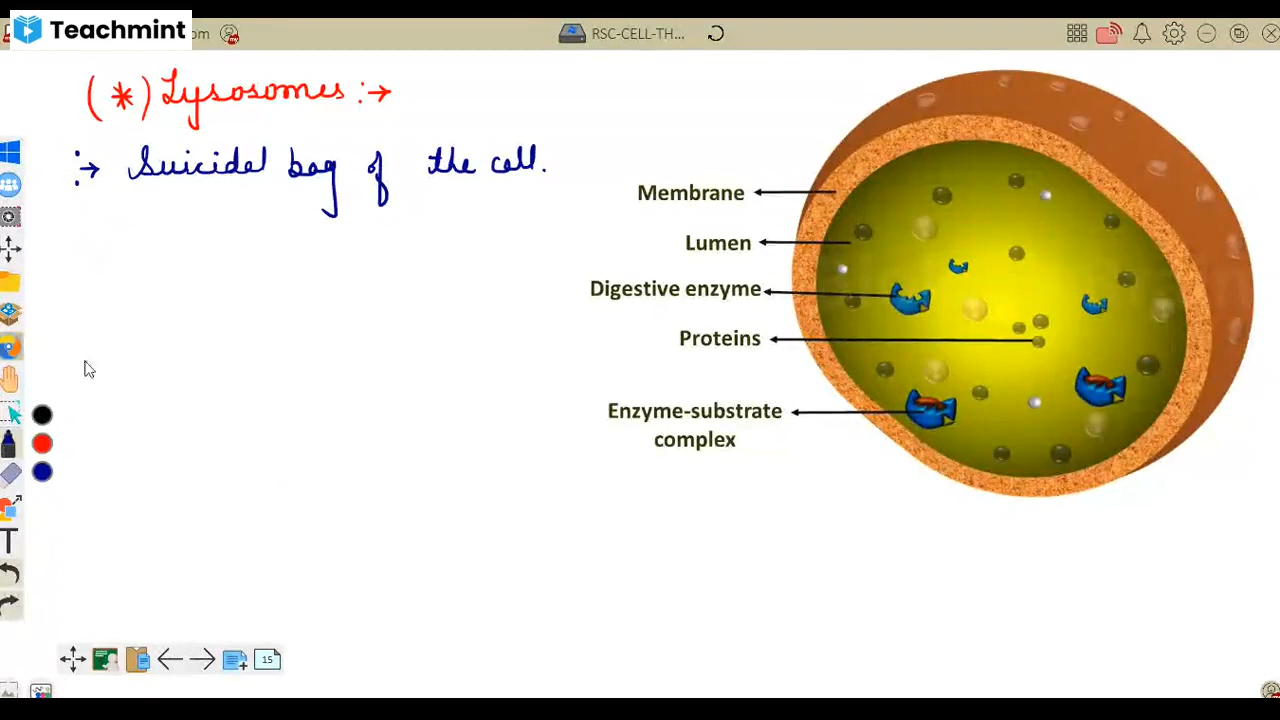 Teachmint
om
RSC-CELL-TH...
(*) Lysosomes :→
:→ Suicidal bag of the cell.
Membrane
Lumen
Digestive enzyme
Proteins
Enzyme-substrate
complex
T
15